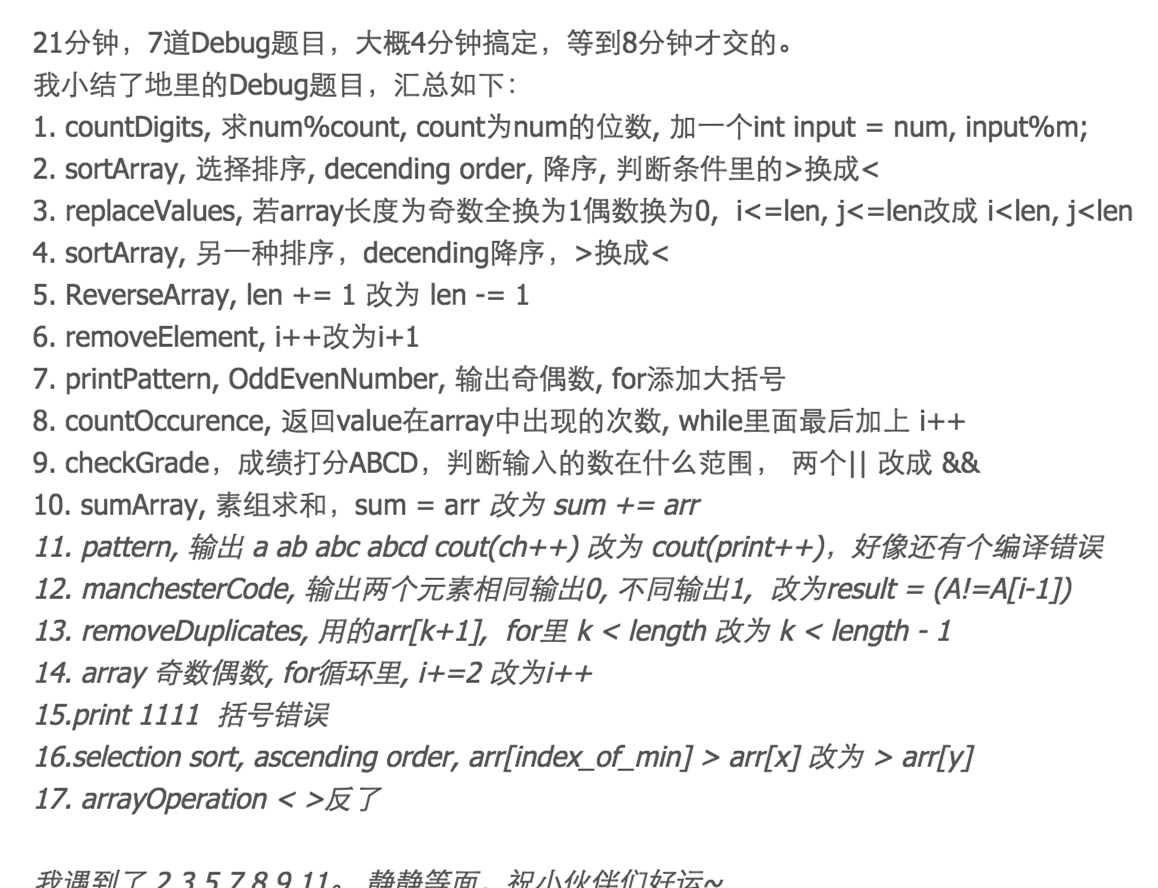 21分钟，7道Debug题目，大概4分钟搞定，等到8分钟才交的。
我小结了地里的Debug题目，汇总如下：
1. countDigits, 求num%count, count为num的位数, 加一个int input = num, input%m;
2. sortArray, 选择排序, decending order, 降序, 判断条件里的>换成<
3. replaceValues, 若array长度为奇数全换为1偶数换为0,  i<=len, j<=len改成 i<len, j<len
4. sortArray, 另一种排序，decending降序，>换成<
5. ReverseArray, len += 1 改为 len -= 1
6. removeElement, i++改为i+1
7. printPattern, OddEvenNumber, 输出奇偶数, for添加大括号
8. countOccurence, 返回value在array中出现的次数, while里面最后加上 i++
9. checkGrade，成绩打分ABCD，判断输入的数在什么范围， 两个|| 改成 &&
10. sumArray, 素组求和，sum = arr 改为 sum += arr
11. pattern, 输出 a ab abc abcd cout(ch++) 改为 cout(print++)，好像还有个编译错误
12. manchesterCode, 输出两个元素相同输出0, 不同输出1,  改为result = (A!=A[i-1])
13. removeDuplicates, 用的arr[k+1],  for里 k < length 改为 k < length - 1
14. array 奇数偶数, for循环里, i+=2 改为i++
15.print 1111  括号错误
16.selection sort, ascending order, arr[index_of_min] > arr[x] 改为 > arr[y]
17. arrayOperation < >反了
我遇到了 2 3 5 7 8 9 11。 静静等面。祝小伙伴们好运~